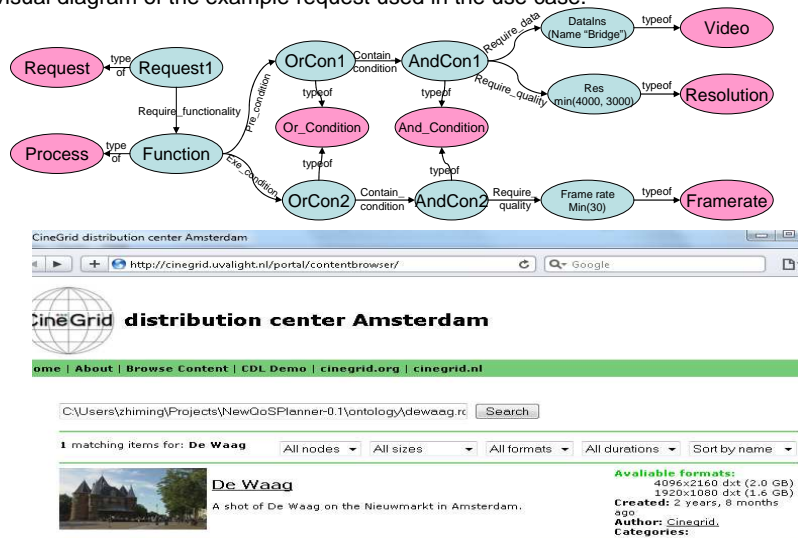 visual diagram of the example request used in the use case.
Request
type of
Request1
Require_functionality
Process
type of
Function
Pre_condition
Exe_condition
OrCon1
Contain_ condition
AndCon1
Require_data
DataIns
(Name “Bridge”)
typeof
Video
Require_quality
Res
min(4000, 3000)
typeof
Resolution
typeof
typeof
Or_Condition
And_Condition
typeof
typeof
OrCon2
Contain_ condition
AndCon2
Require_ quality
Frame rate
Min(30)
typeof
Framerate
CineGrid distribution center Amsterdam
http://cinegrid.uvalight.nl/portal/contentbrowser/
Google
CineGrid distribution center Amsterdam
ome | About | Browse Content | CDL Demo | cinegrid.org | cinegrid.nl
C:\Users\zhiming\Projects\NewQoSPlanner-0.1\ontology\dewaag.rc Search
1 matching items for: De Waag All nodes All sizes All formats All durations Sort by name
De Waag
A shot of De Waag on the Nieuwmarkt in Amsterdam.
Avaliable formats:
4096x2160 dxt (2.0 GB)
1920x1080 dxt (1.6 GB)
Created: 2 years, 8 months
ago
Author: Cinegrid.
Categories: